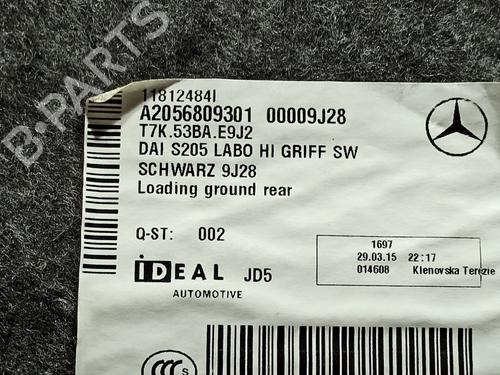 B-PARTS
11812484I
A2056809301 00009J28
T7K.53BA.E9J2
DAI S205 LABO HI GRIFF SW
SCHWARZ 9J28
Loading ground rear
Q-ST: 002
1697
29.03.15 22:17
014608 Klenovska Terezie
IDEAL JD5
AUTOMOTIVE
CCC S